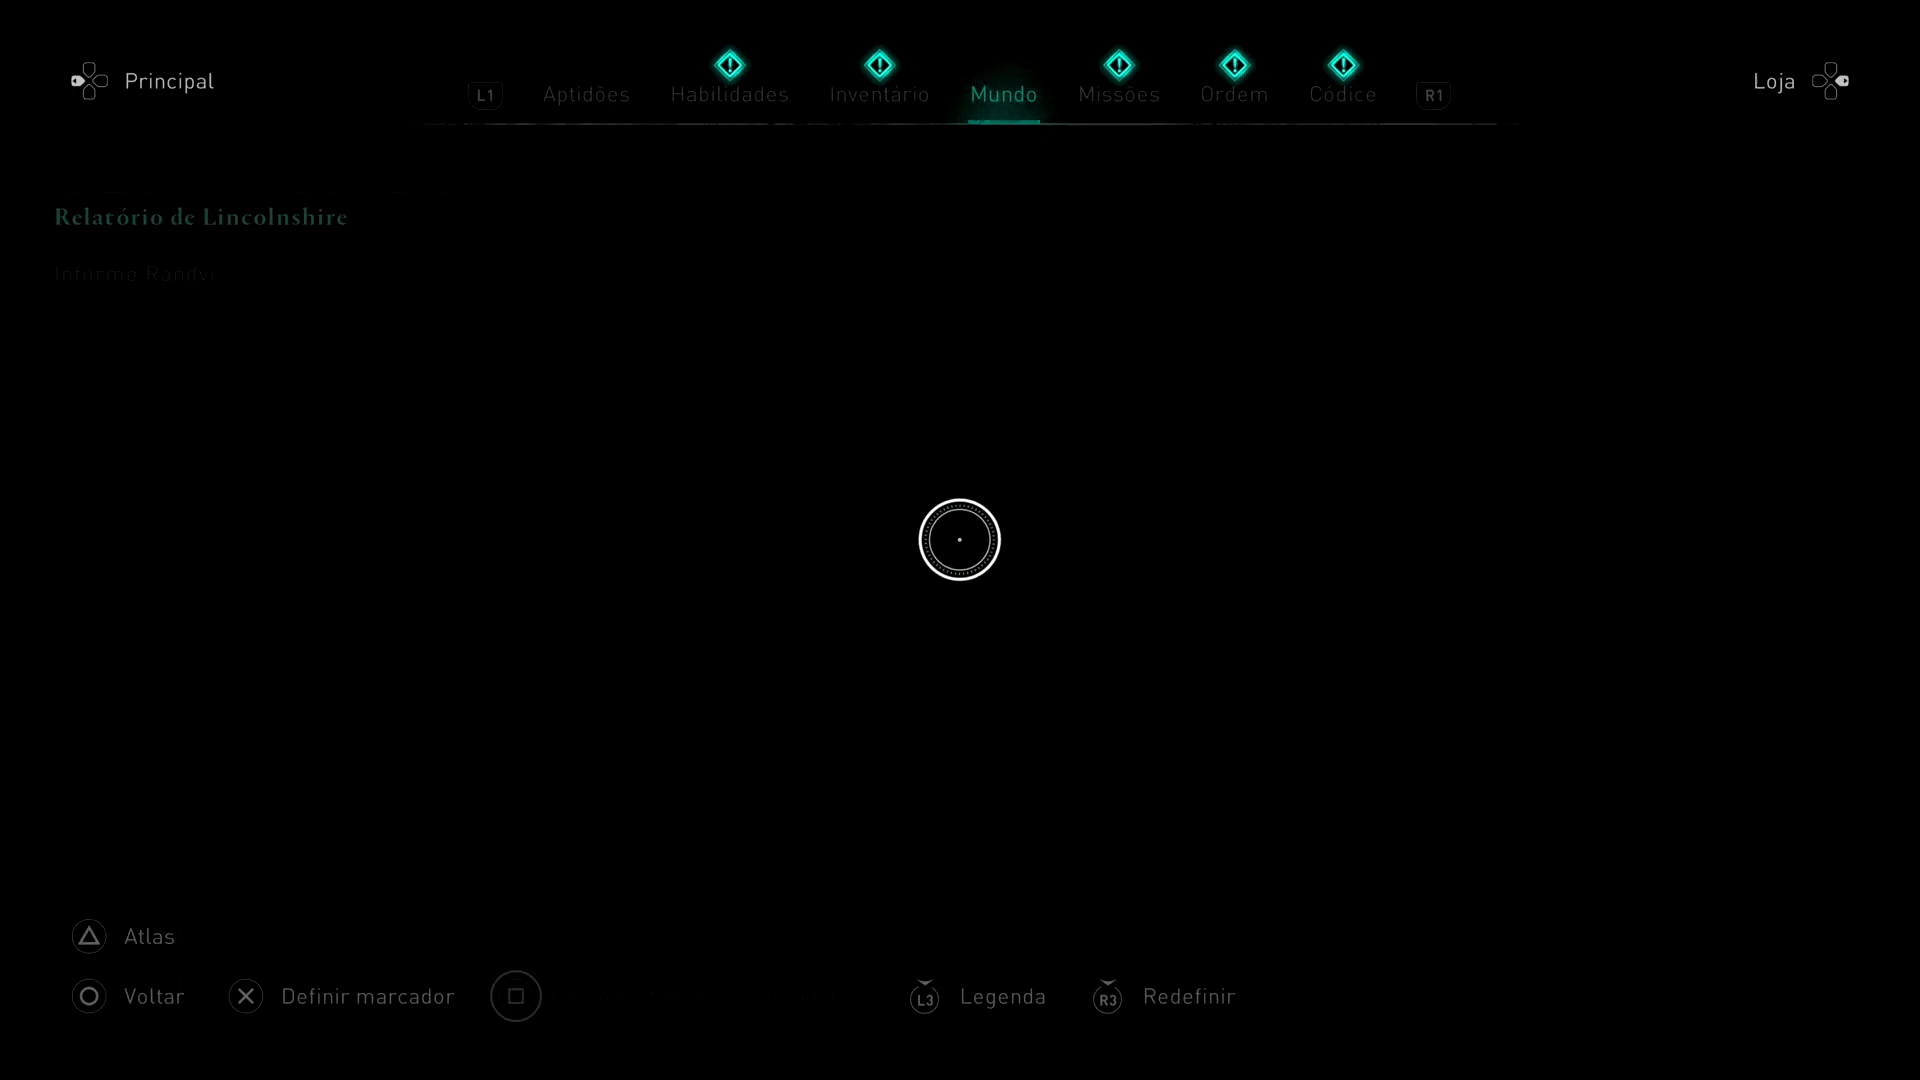 Principal
L1
Aptidões
Habilidades
Inventário
Mundo
Missões
Ordem
Códice
R1
Loja
Relatório de Lincolnshire
Informe Randvi
Atlas
Voltar
Definir marcador
L3 Legenda
R3 Redefinir